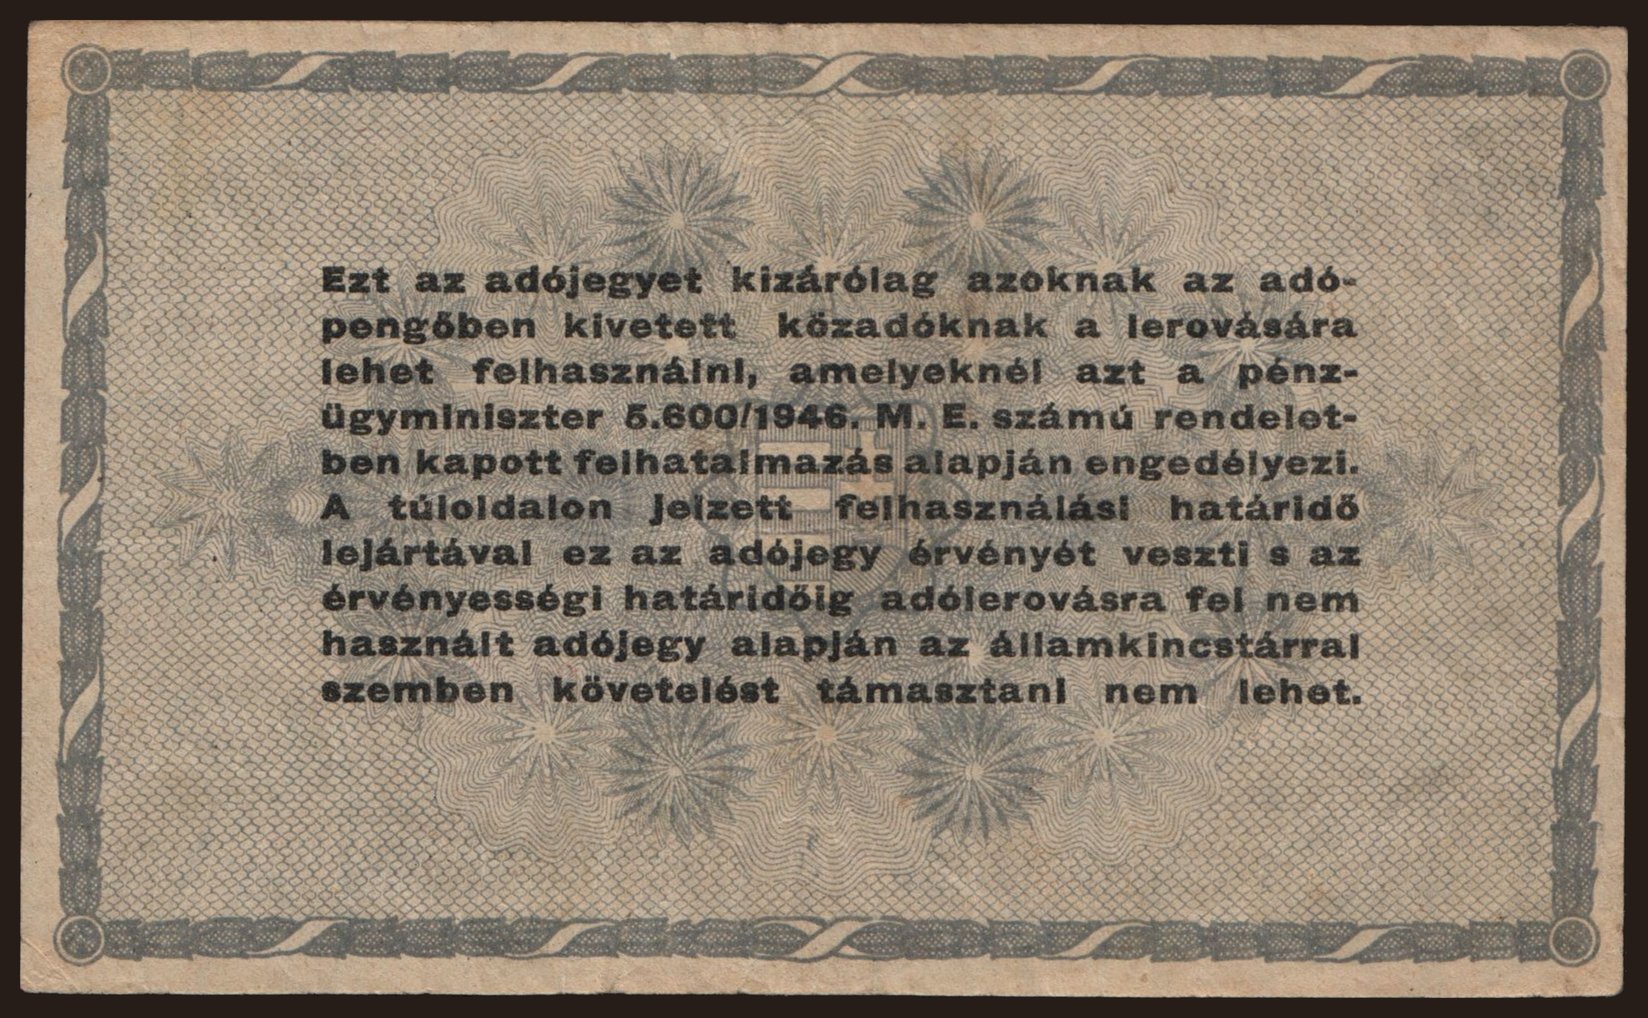 Ezt az adójegyet kizárólag azoknak az adó-
pengőben kivetett közadóknak a lerovására
lehet felhasználni, amelyeknél azt a pénz-
ügyminiszter 5.600/1946. M. E. számú rendelet-
ben kapott felhatalmazás alapján engedélyezi.
A túloldalon jelzett felhasználási határidő
lejártával ez az adójegy érvényét veszti s az
érvényességi határidőig adólerovásra fel nem
használt adójegy alapján az államkincstárral
szemben követelést támasztani nem lehet.